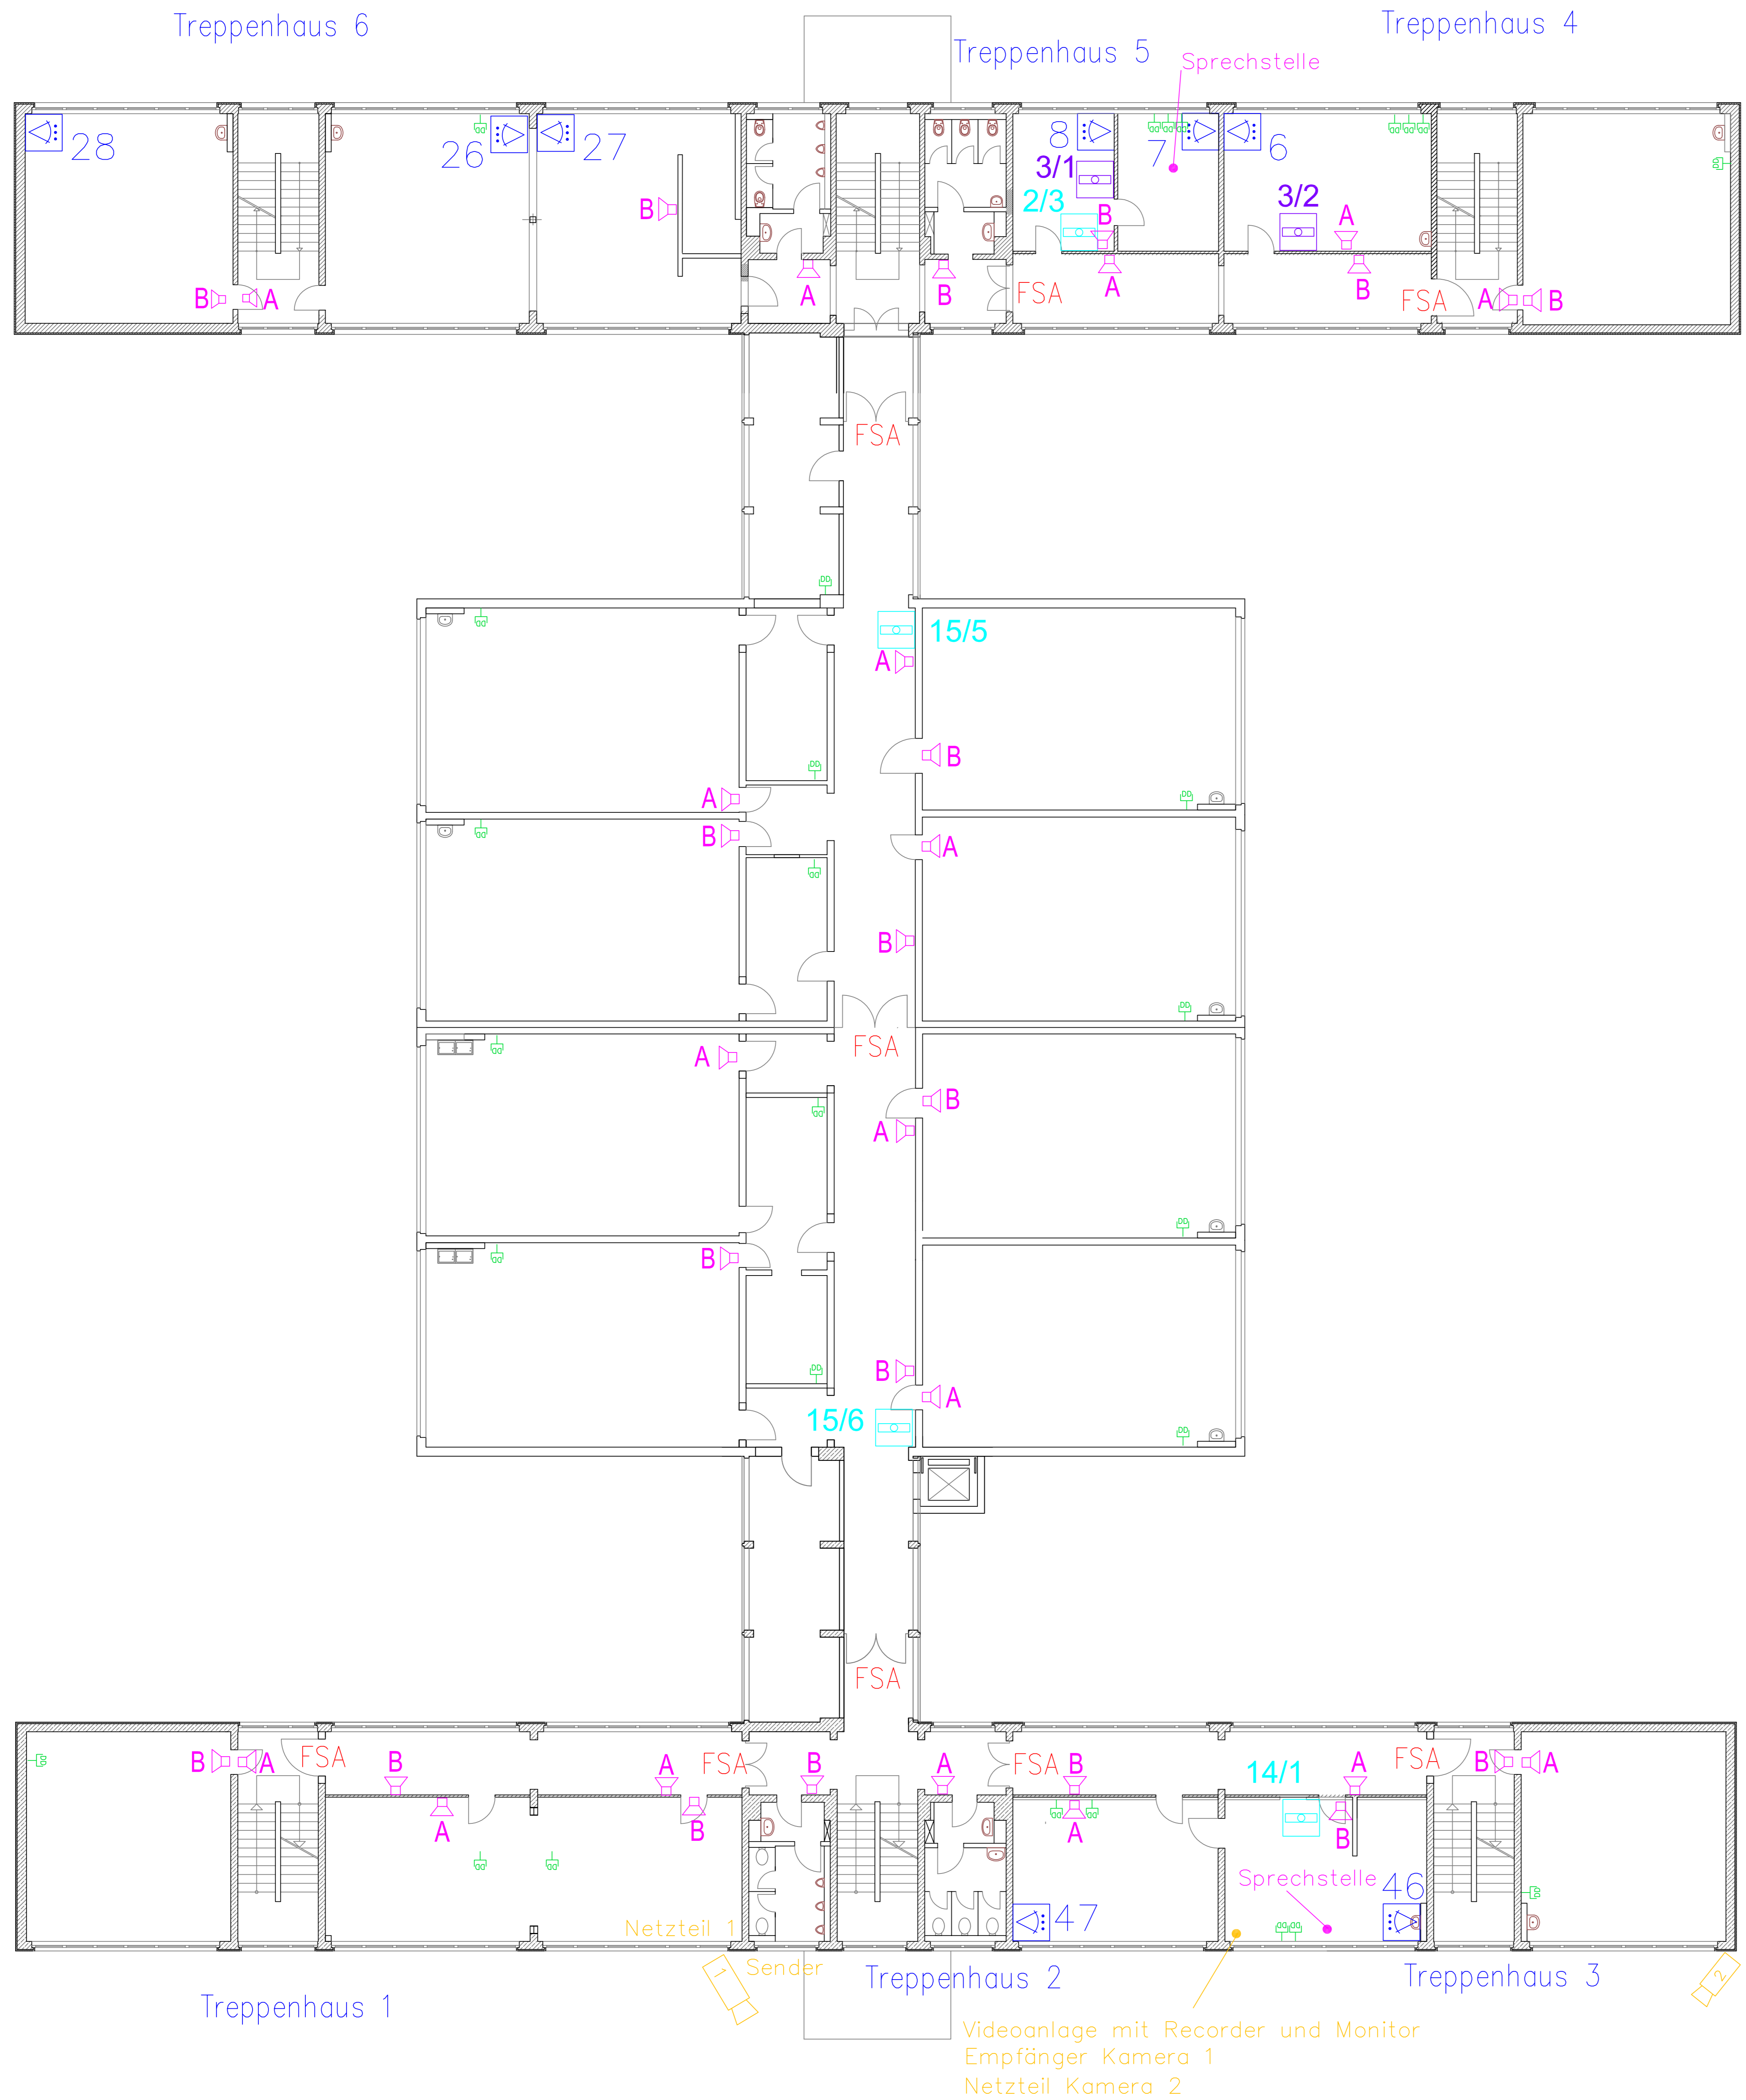 Treppenhaus 6
Treppenhaus 4
Treppenhaus 5
Sprechstelle
28
26
27
8
7
6
3/1
3/2
2/3
B
B
A
B
A
B
A
A
B
A
B
FSA
FSA
A
B
FSA
15/5
A
B
A
B
A
B
FSA
A
B
A
B
B
A
15/6
FSA
B
A
FSA
B
A
FSA
B
A
FSA
B
14/1
A
FSA
B
A
A
B
A
B
Sprechstelle
46
47
Netzteil 1
1
Sender
Treppenhaus 2
Treppenhaus 3
2
Treppenhaus 1
Videoanlage mit Recorder und Monitor
Empfänger Kamera 1
Netzteil Kamera 2